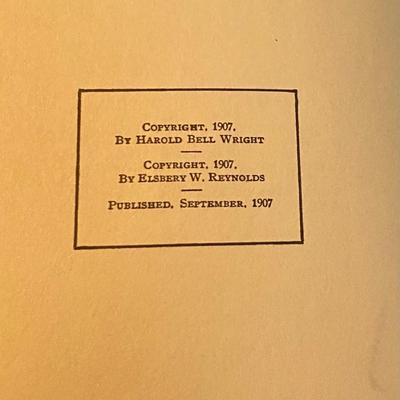 Copyright, 1907,
By Harold Bell Wright
Copyright, 1907,
By Elsbery W. Reynolds
Published, September, 1907